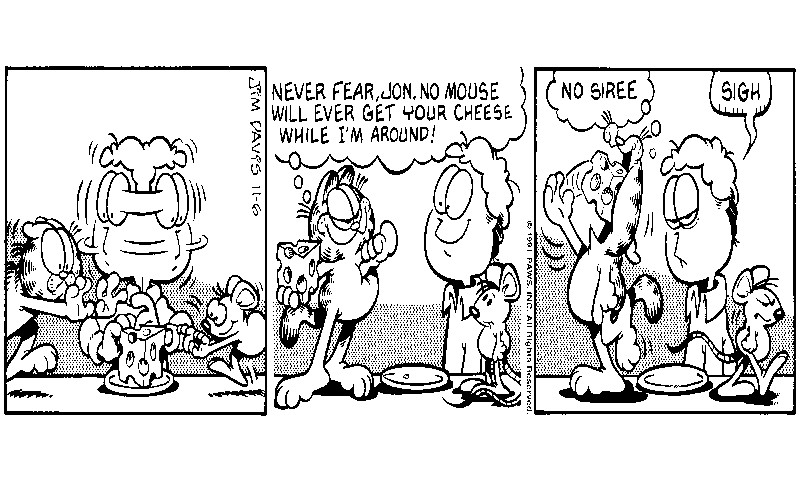 JIM DAVIS 11-6
NEVER FEAR, JON. NO MOUSE
WILL EVER GET YOUR CHEESE
WHILE I'M AROUND!
© 1991 PAWS, INC. All Rights Reserved.
NO SIREE
SIGH